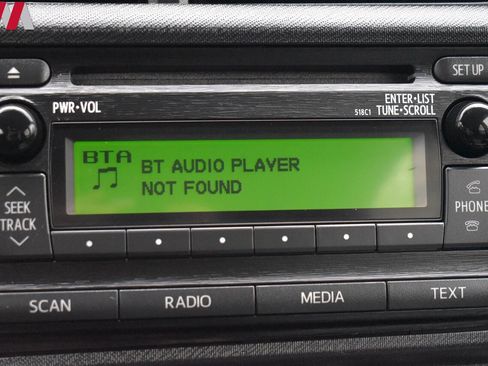 SET UP
PWR•VOL
ENTER•LIST
518C1 TUNE•SCROLL
BTA
BT AUDIO PLAYER
NOT FOUND
SEEK
TRACK
PHONE
SCAN
RADIO
MEDIA
TEXT